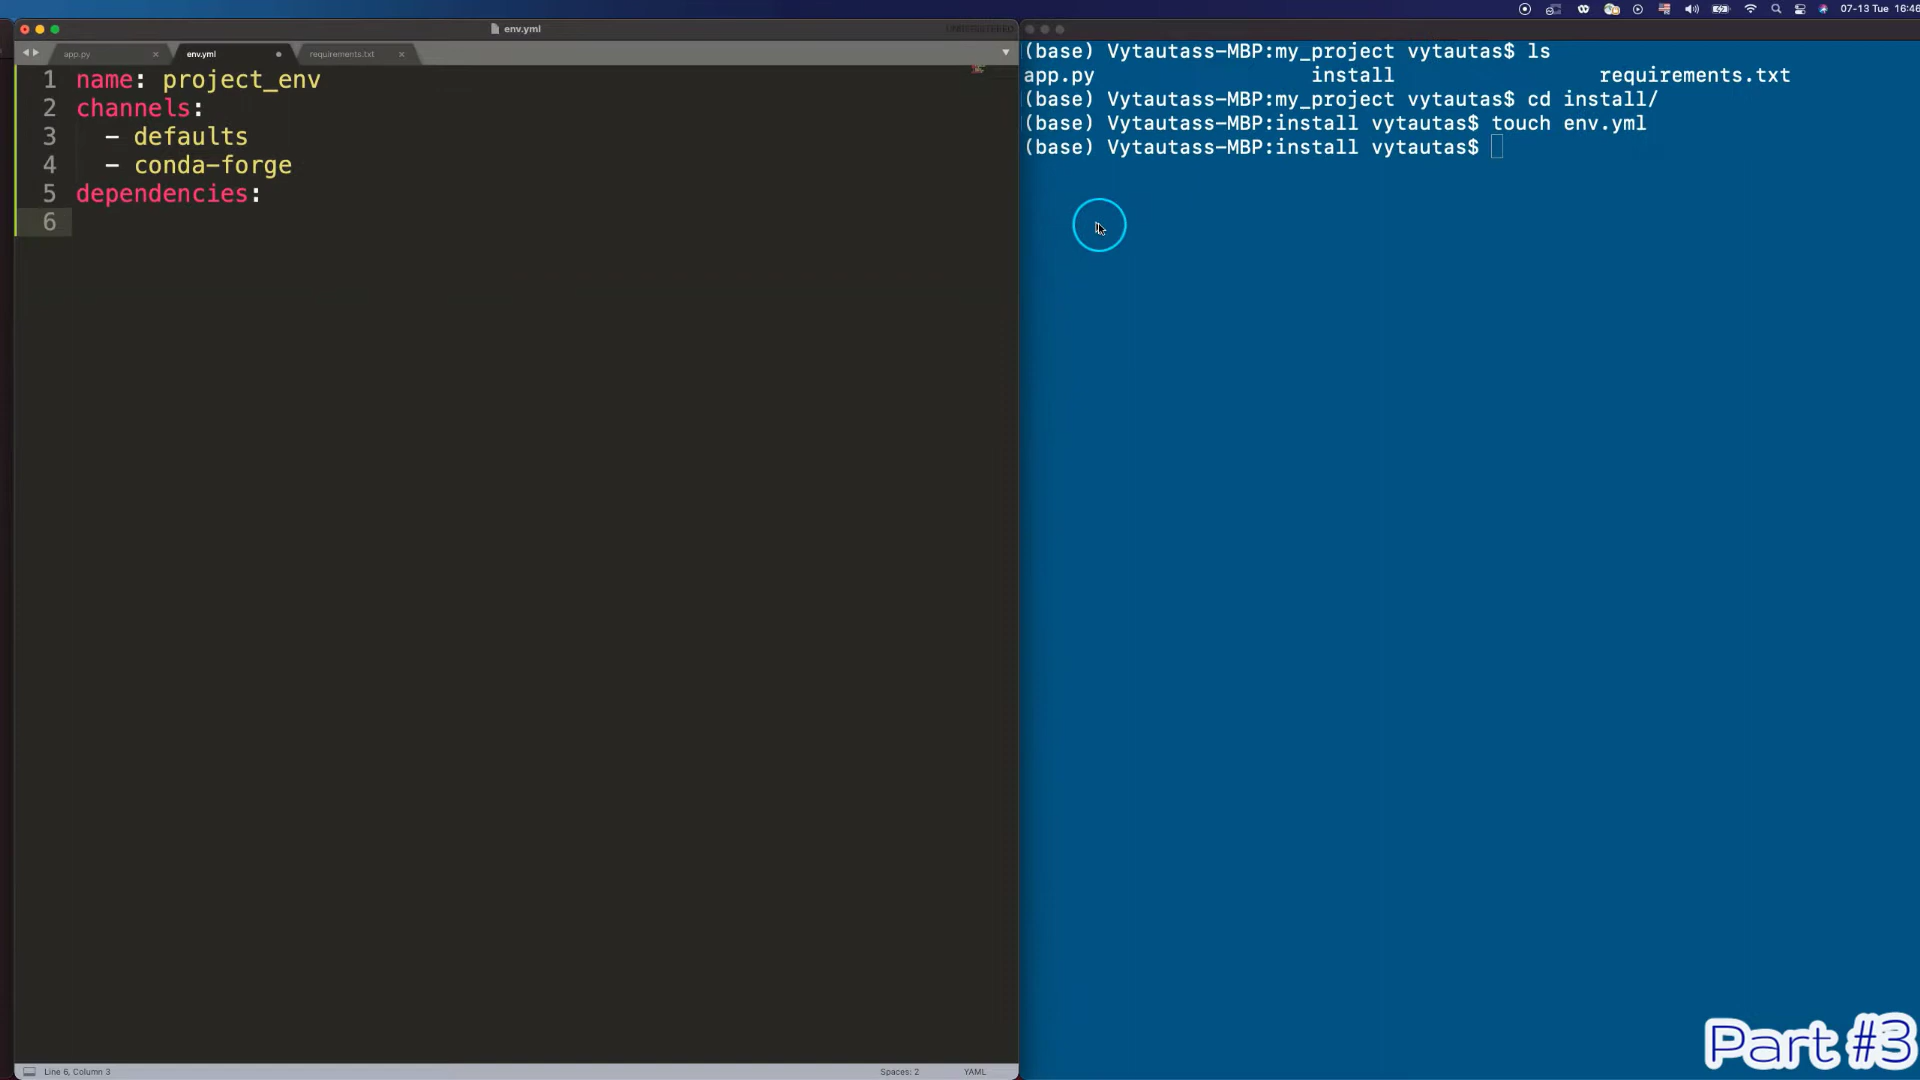 07-13 Tue 16:46
env.yml
app.py
env.yml
requirements.txt
1 name: project_env
2 channels:
3 - defaults
4 - conda-forge
5 dependencies:
6
Line 6, Column 3
Spaces: 2
YAML
(base) Vytautass-MBP:my_project vytautas$ ls
app.py install requirements.txt
(base) Vytautass-MBP:my_project vytautas$ cd install/
(base) Vytautass-MBP:install vytautas$ touch env.yml
(base) Vytautass-MBP:install vytautas$
Part #3